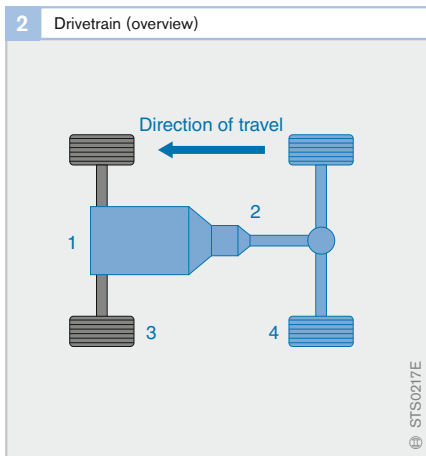 2 Drivetrain (overview)
Direction of travel
2
1
3 4
STS0217E